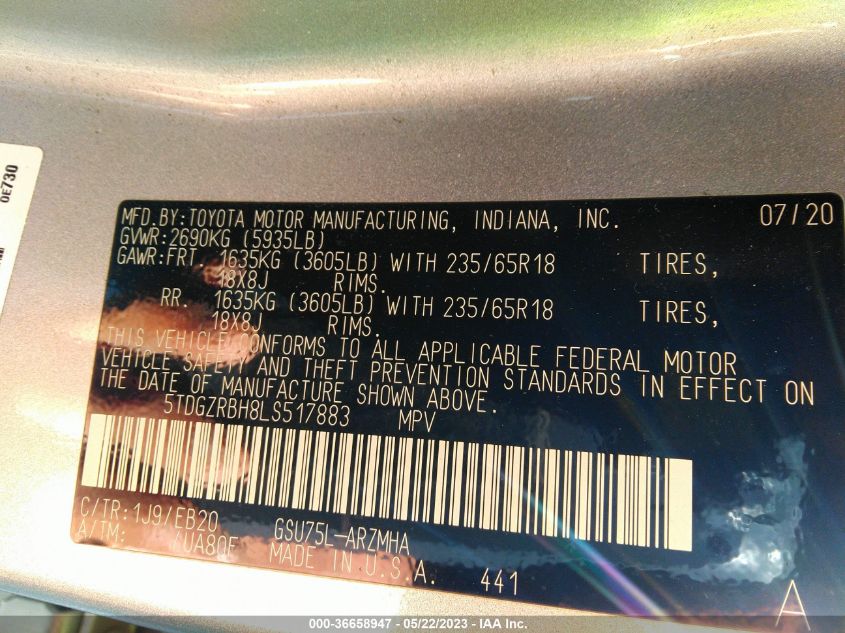 0E730
MFD.BY:TOYOTA MOTOR MANUFACTURING, INDIANA, INC. 07/20
GVWR:2690KG (5935LB)
GAWR:FRT. 1635KG (3605LB) WITH 235/65R18 TIRES,
18X8J RIMS.
RR. 1635KG (3605LB) WITH 235/65R18 TIRES,
18X8J RIMS.
THIS VEHICLE CONFORMS TO ALL APPLICABLE FEDERAL MOTOR
VEHICLE SAFETY AND THEFT PREVENTION STANDARDS IN EFFECT ON
THE DATE OF MANUFACTURE SHOWN ABOVE.
5TDGZRBH8LS517883 MPV
C/TR:1J9/EB20 GSU75L-ARZMHA
A/TM: /UA80F MADE IN U.S.A. 441
A
000-36658947 - 05/22/2023 - IAA Inc.